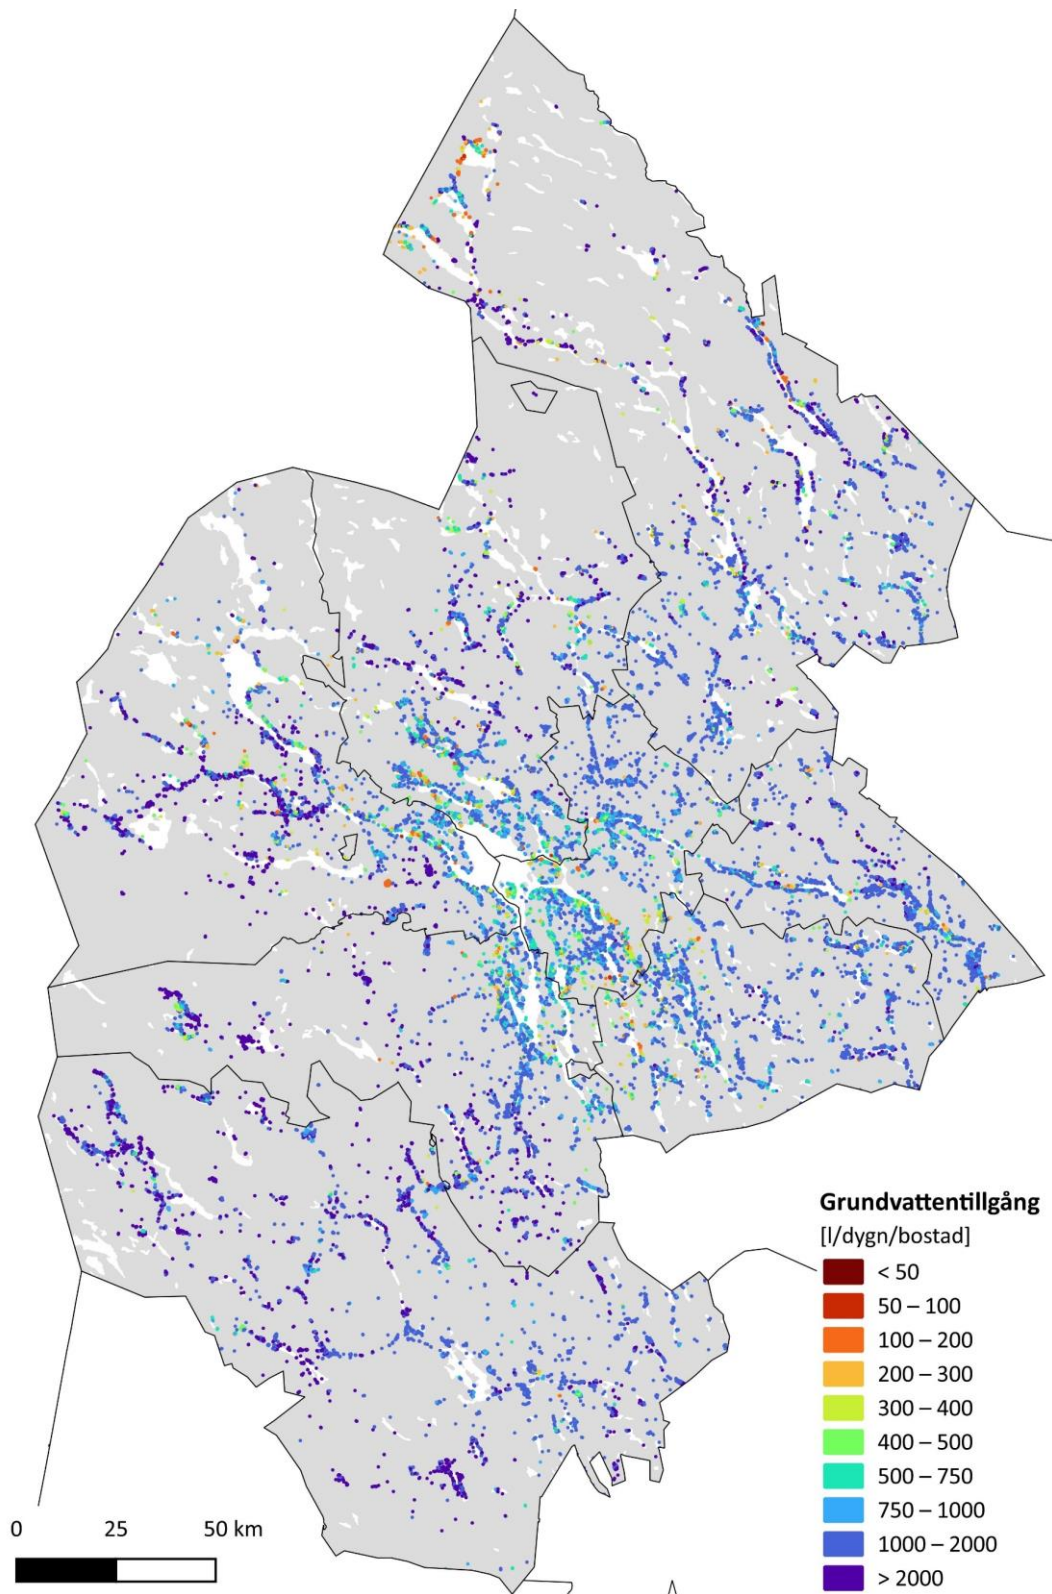 Grundvattentillgång
[l/dygn/bostad]
< 50
50 – 100
100 – 200
200 – 300
300 – 400
400 – 500
500 – 750
750 – 1000
1000 – 2000
> 2000
0 25 50 km